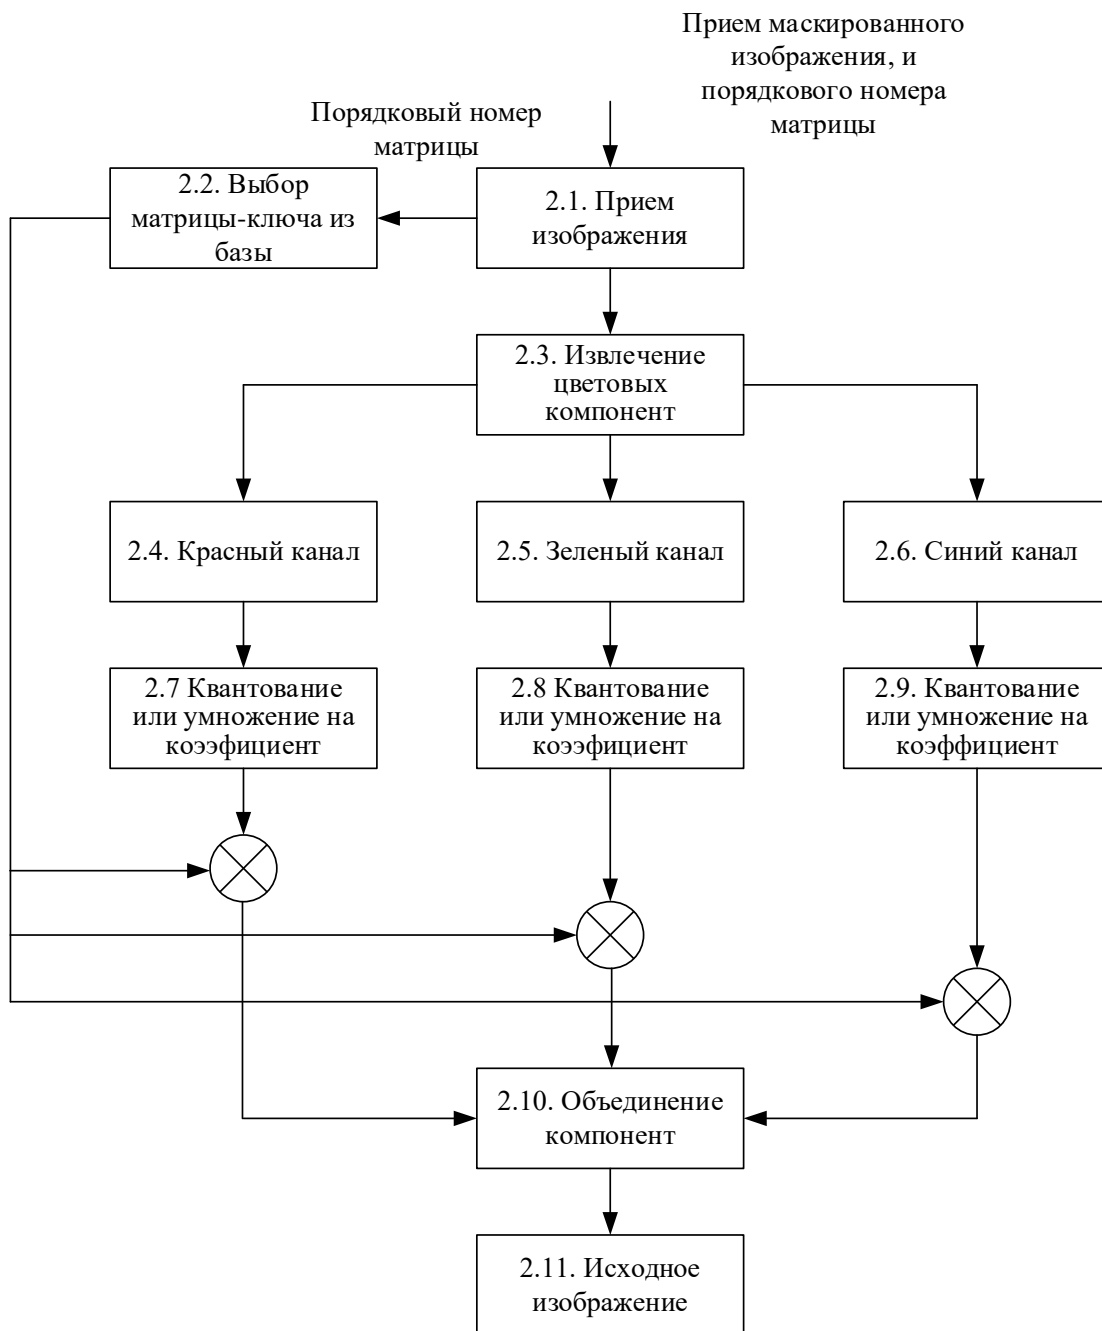 Прием маскированного
изображения, и
порядкового номера
матрицы
Порядковый номер
матрицы
2.2. Выбор
матрицы-ключа из
базы
2.1. Прием
изображения
2.3. Извлечение
цветовых
компонент
2.4. Красный канал
2.5. Зеленый канал
2.6. Синий канал
2.7 Квантование
или умножение на
коээфициент
2.8 Квантование
или умножение на
коээфициент
2.9. Квантование
или умножение на
коэффициент
2.10. Объединение
компонент
2.11. Исходное
изображение